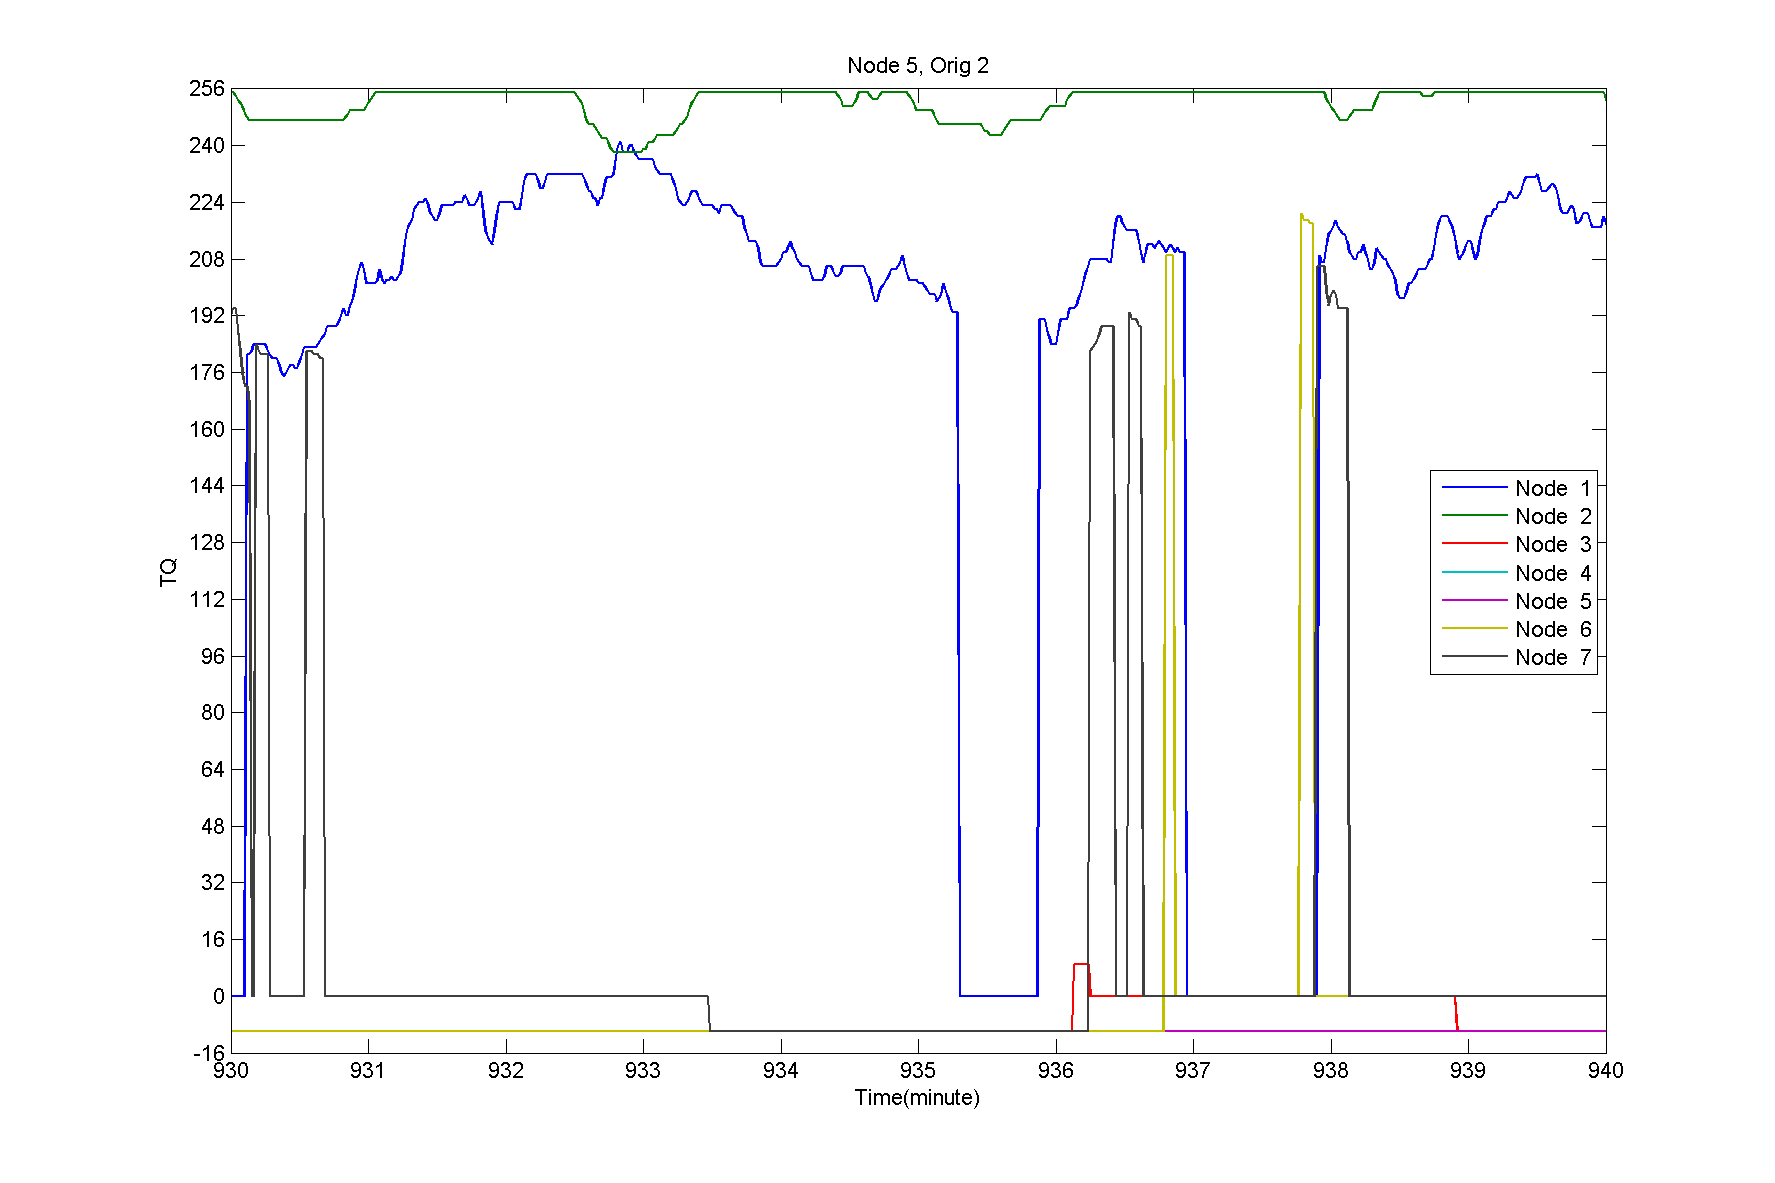 Node 5, Orig 2
256
240
224
208
192
176
160
144
128
112
96
80
64
48
32
16
0
-16
TQ
Node 1
Node 2
Node 3
Node 4
Node 5
Node 6
Node 7
930 931 932 933 934 935 936 937 938 939 940
Time(minute)